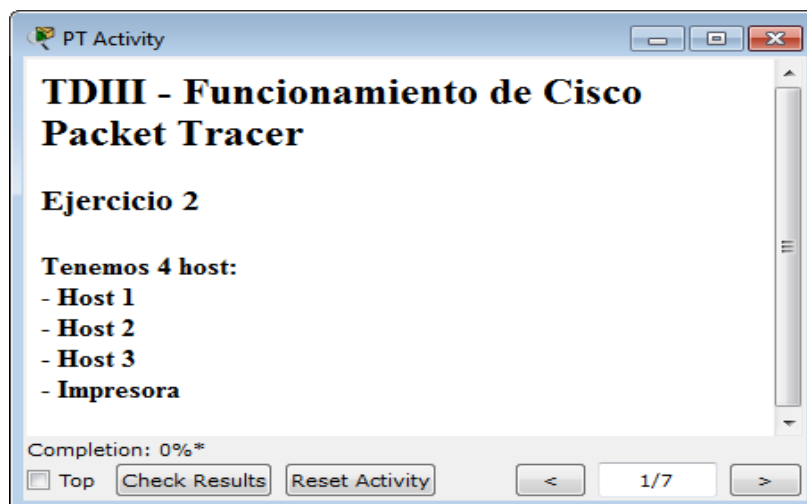 PT Activity
TDIII - Funcionamiento de Cisco
Packet Tracer
Ejercicio 2
Tenemos 4 host:
- Host 1
- Host 2
- Host 3
- Impresora
Completion: 0%*
Top Check Results Reset Activity < 1/7 >